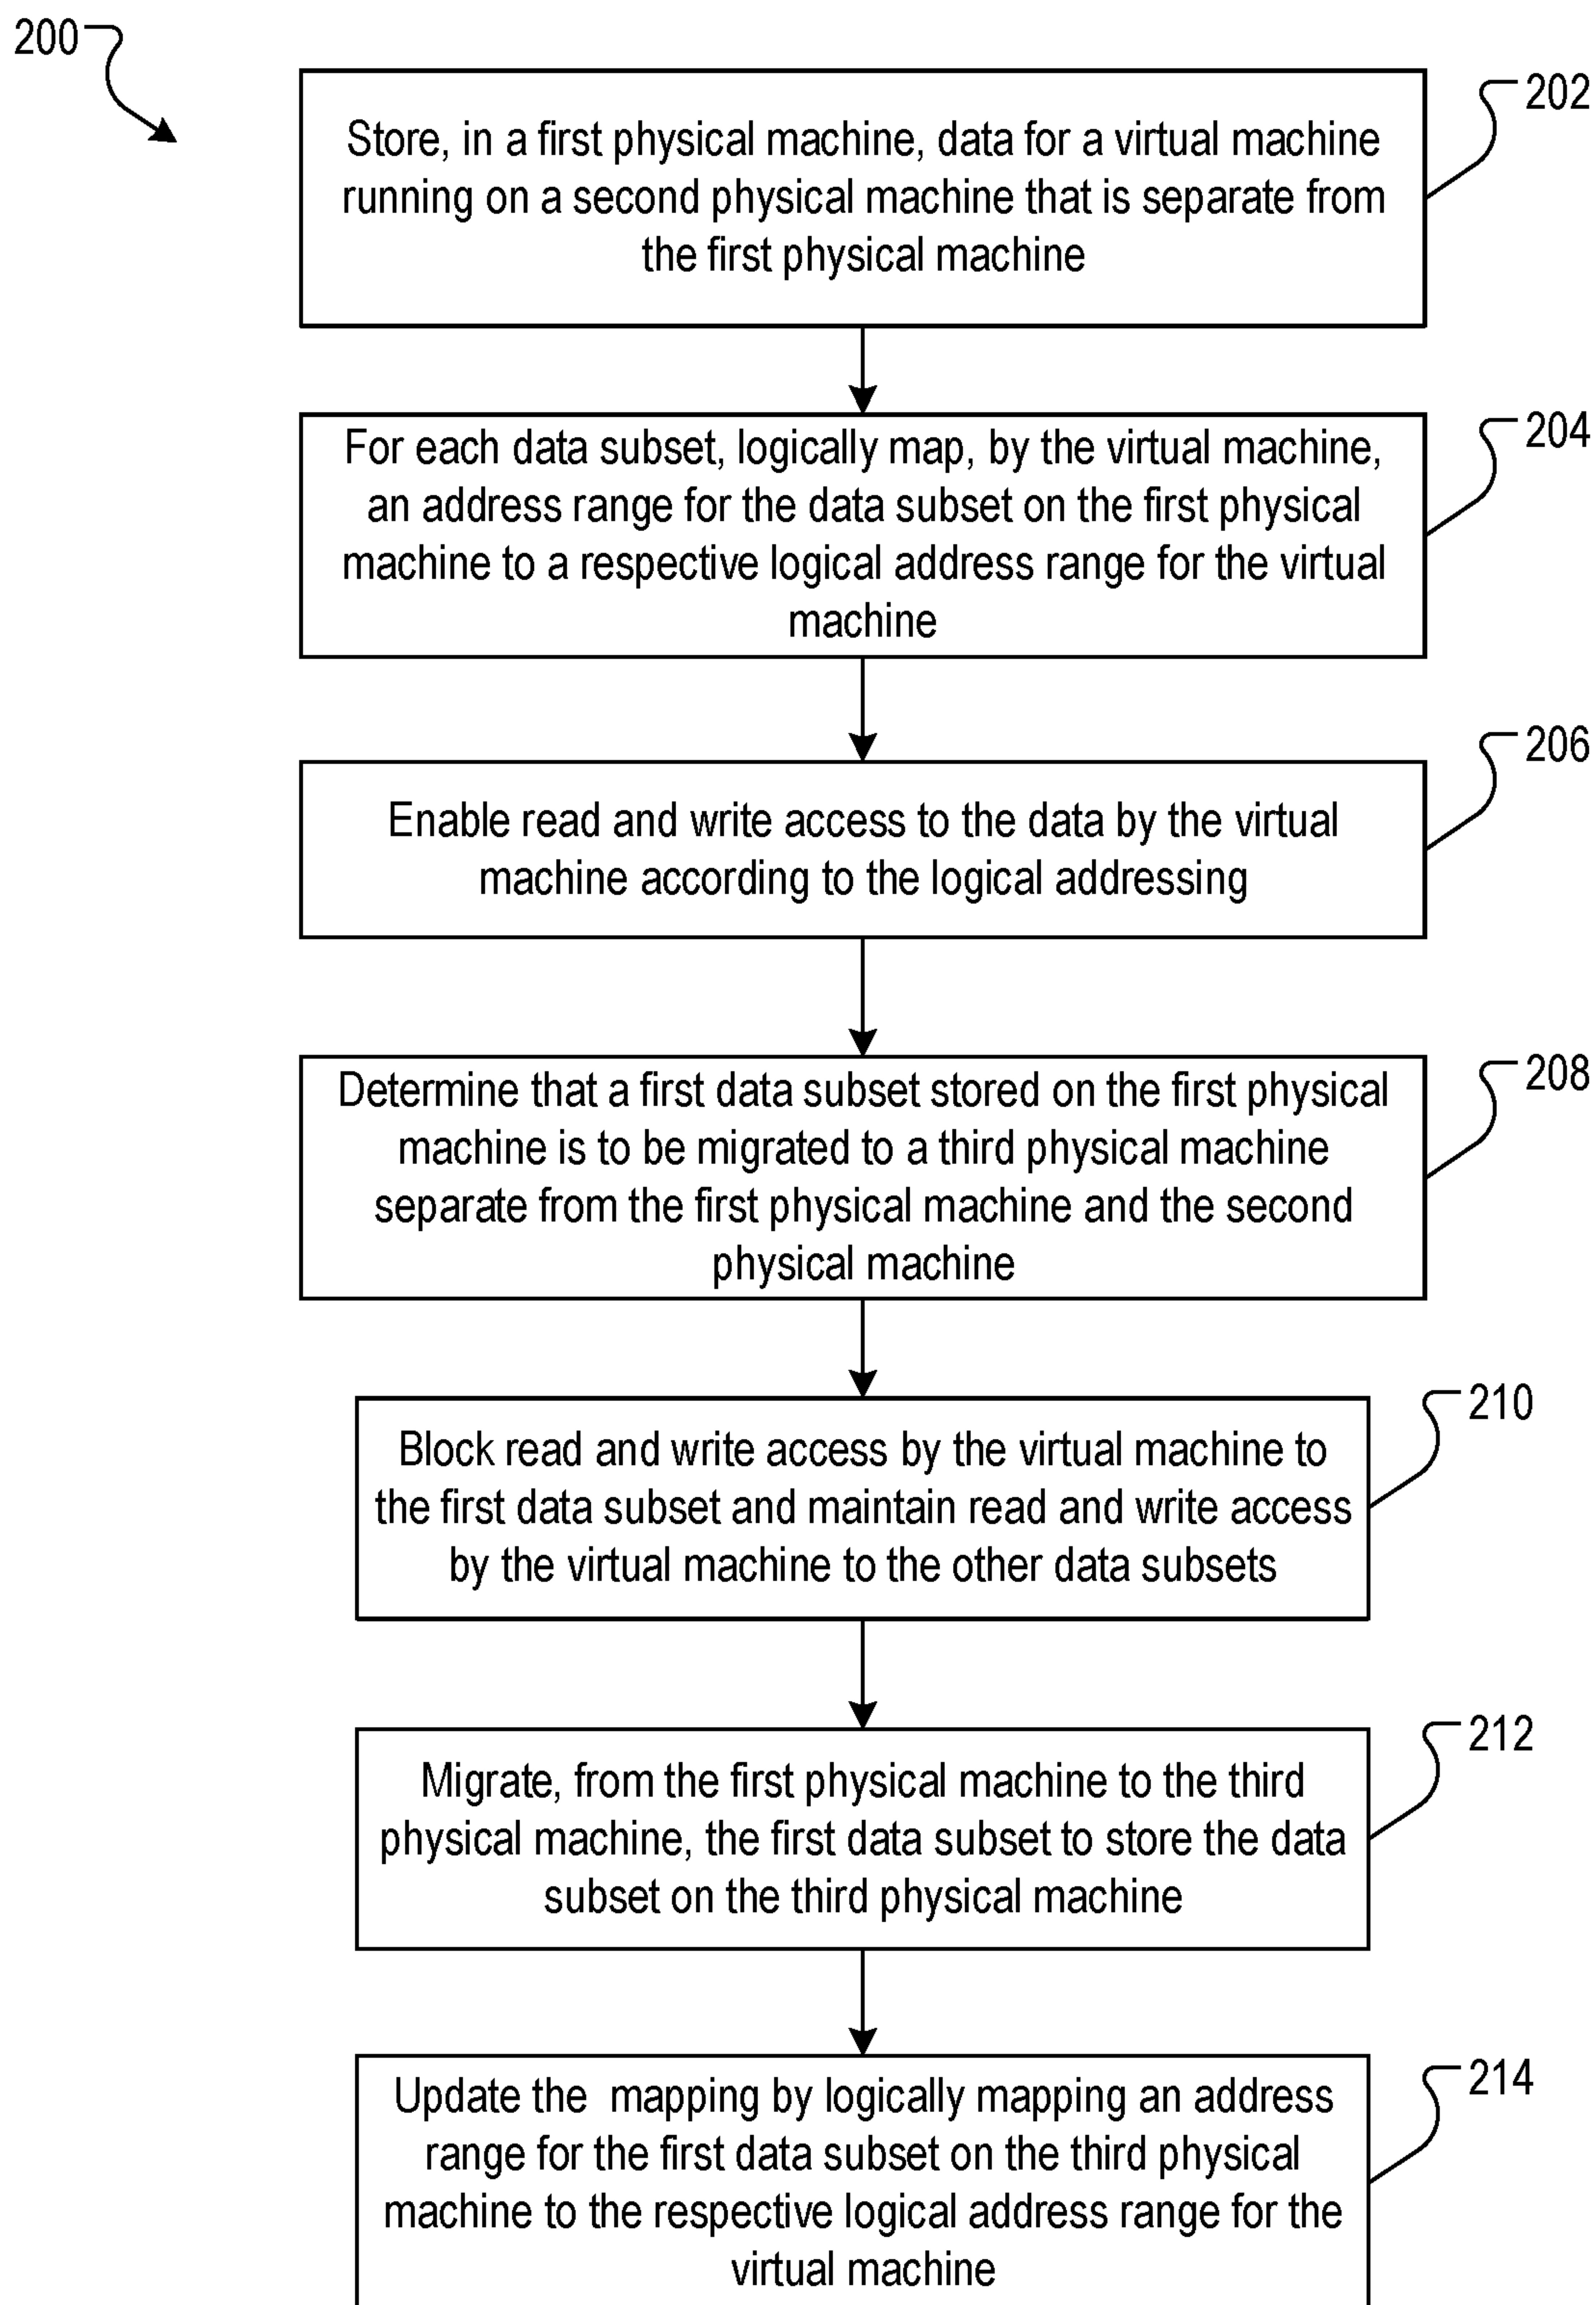 200
202
Store, in a first physical machine, data for a virtual machine
running on a second physical machine that is separate from
the first physical machine
204
For each data subset, logically map, by the virtual machine,
an address range for the data subset on the first physical
machine to a respective logical address range for the virtual
machine
206
Enable read and write access to the data by the virtual
machine according to the logical addressing
208
Determine that a first data subset stored on the first physical
machine is to be migrated to a third physical machine
separate from the first physical machine and the second
physical machine
210
Block read and write access by the virtual machine to
the first data subset and maintain read and write access
by the virtual machine to the other data subsets
212
Migrate, from the first physical machine to the third
physical machine, the first data subset to store the data
subset on the third physical machine
214
Update the mapping by logically mapping an address
range for the first data subset on the third physical
machine to the respective logical address range for the
virtual machine